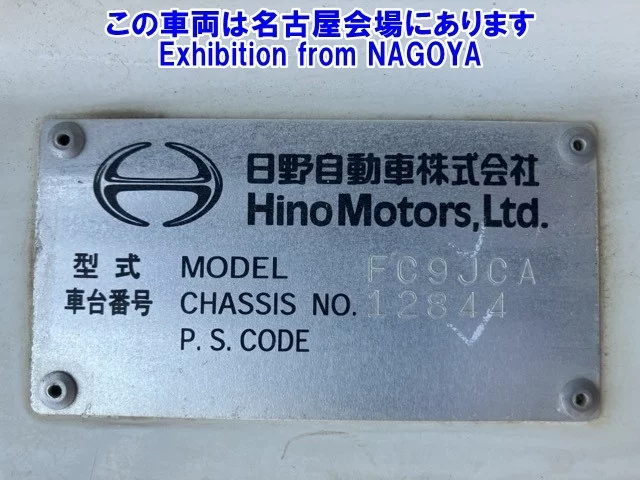 この車両は名古屋会場にあります
Exhibition from NAGOYA
日野自動車株式会社
Hino Motors, Ltd.
型式 MODEL FC9JCA
車台番号 CHASSIS NO. 12844
P. S. CODE